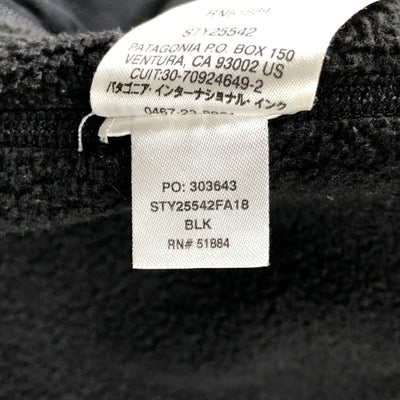 STY25542
PATAGONIA P.O. BOX 150
VENTURA, CA 93002 US
CUIT:30-70924649-2
パタゴニア・インターナショナル・インク
PO: 303643
STY25542FA18
BLK
RN# 51884